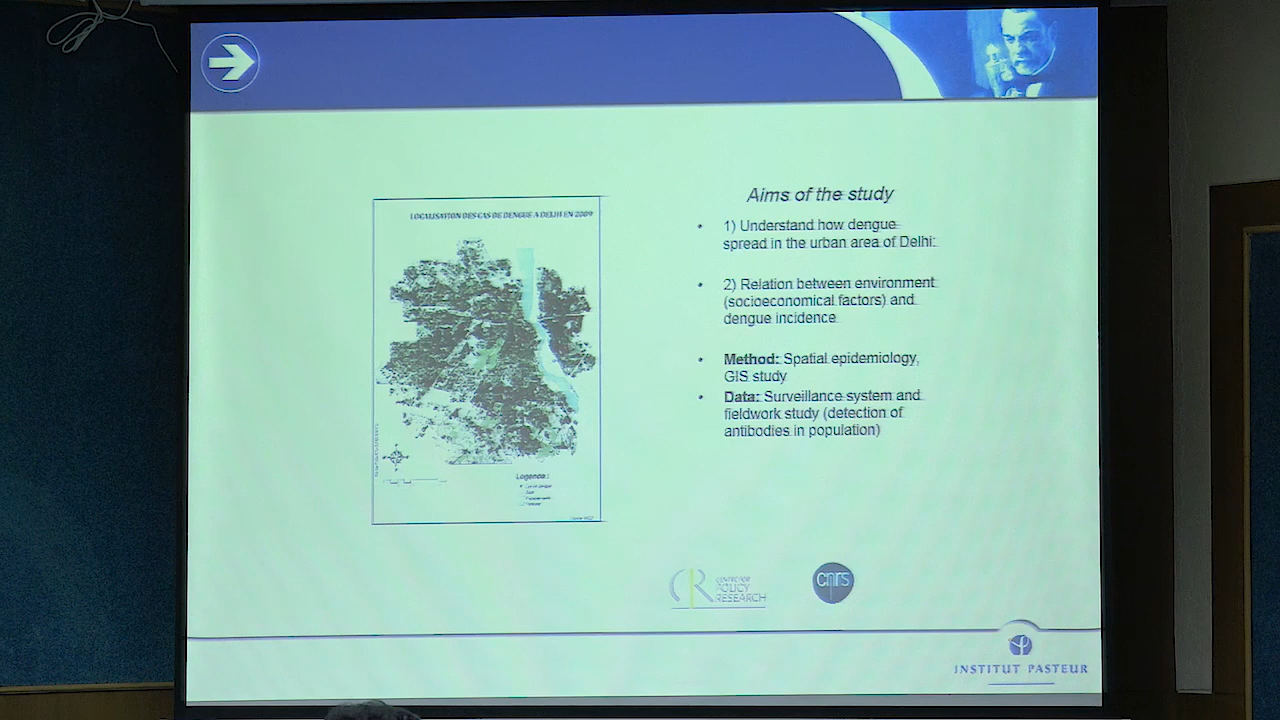 LOCALISATION DES CAS DE DENGUE A DELHI EN 2009
Legende :
Aims of the study
• 1) Understand how dengue
spread in the urban area of Delhi.
• 2) Relation between environment
(socioeconomical factors) and
dengue incidence.
• Method: Spatial epidemiology,
GIS study
• Data: Surveillance system and
fieldwork study (detection of
antibodies in population)
CENTRE FOR
POLICY
RESEARCH
cnrs
INSTITUT PASTEUR